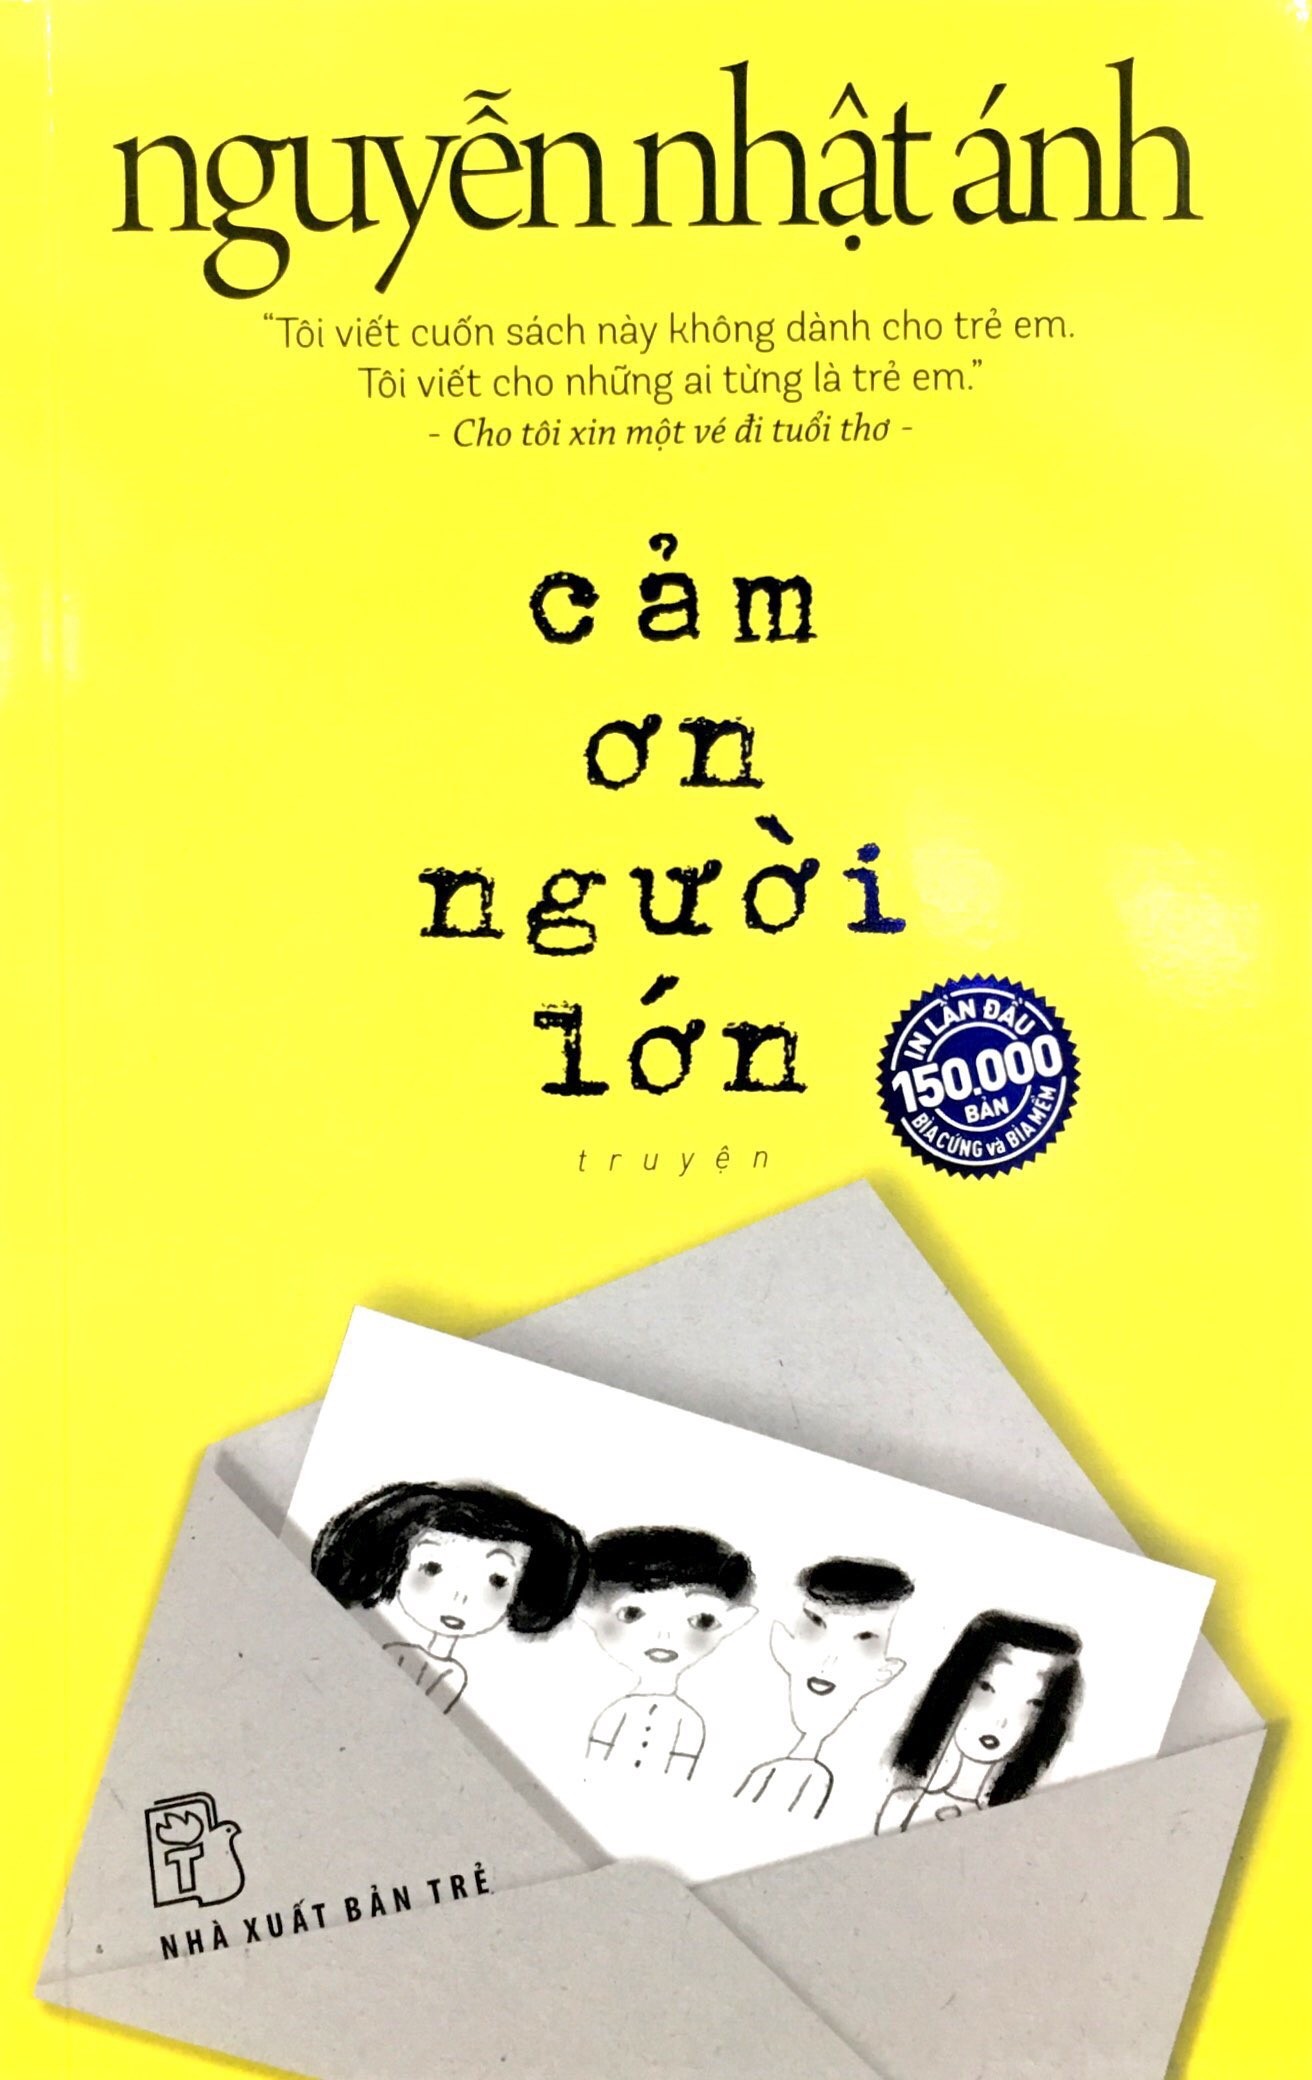 nguyễn nhật ánh
“Tôi viết cuốn sách này không dành cho trẻ em.
Tôi viết cho những ai từng là trẻ em.”
- Cho tôi xin một vé đi tuổi thơ -
cảm
ơn
người
lớn
truyện
IN LẦN ĐẦU
150.000
BẢN
BÌA CỨNG và BÌA MỀM
T
NHÀ XUẤT BẢN TRẺ